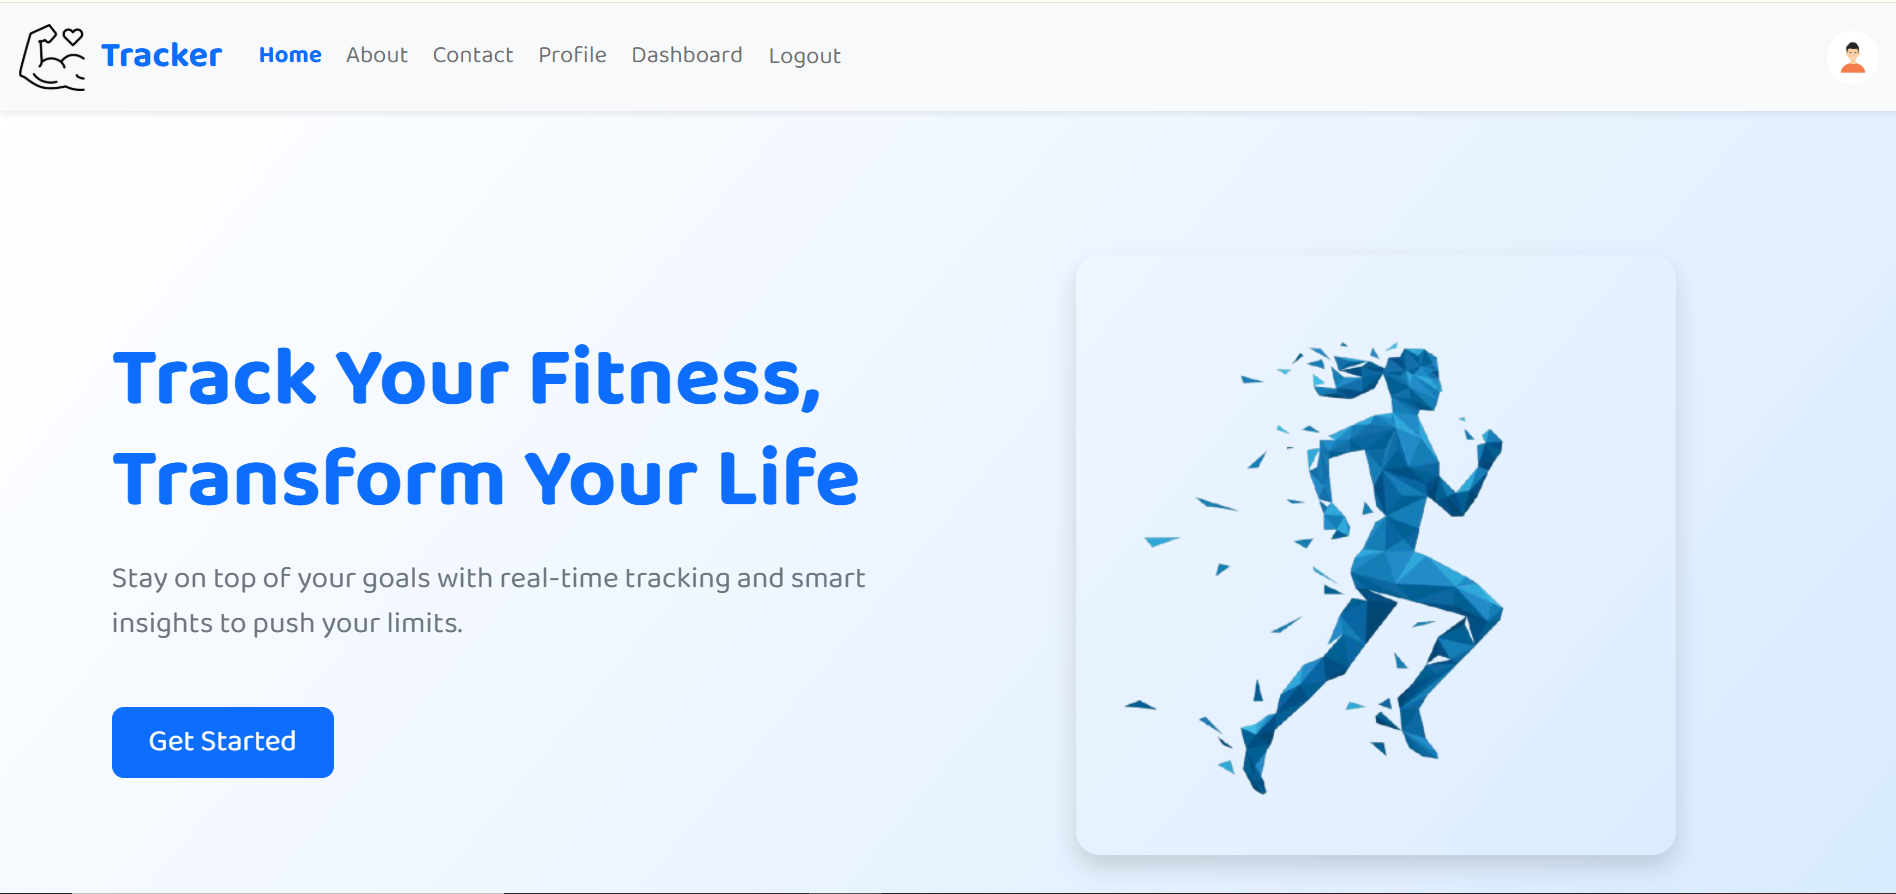 Tracker Home About Contact Profile Dashboard Logout
Track Your Fitness,
Transform Your Life
Stay on top of your goals with real-time tracking and smart
insights to push your limits.
Get Started